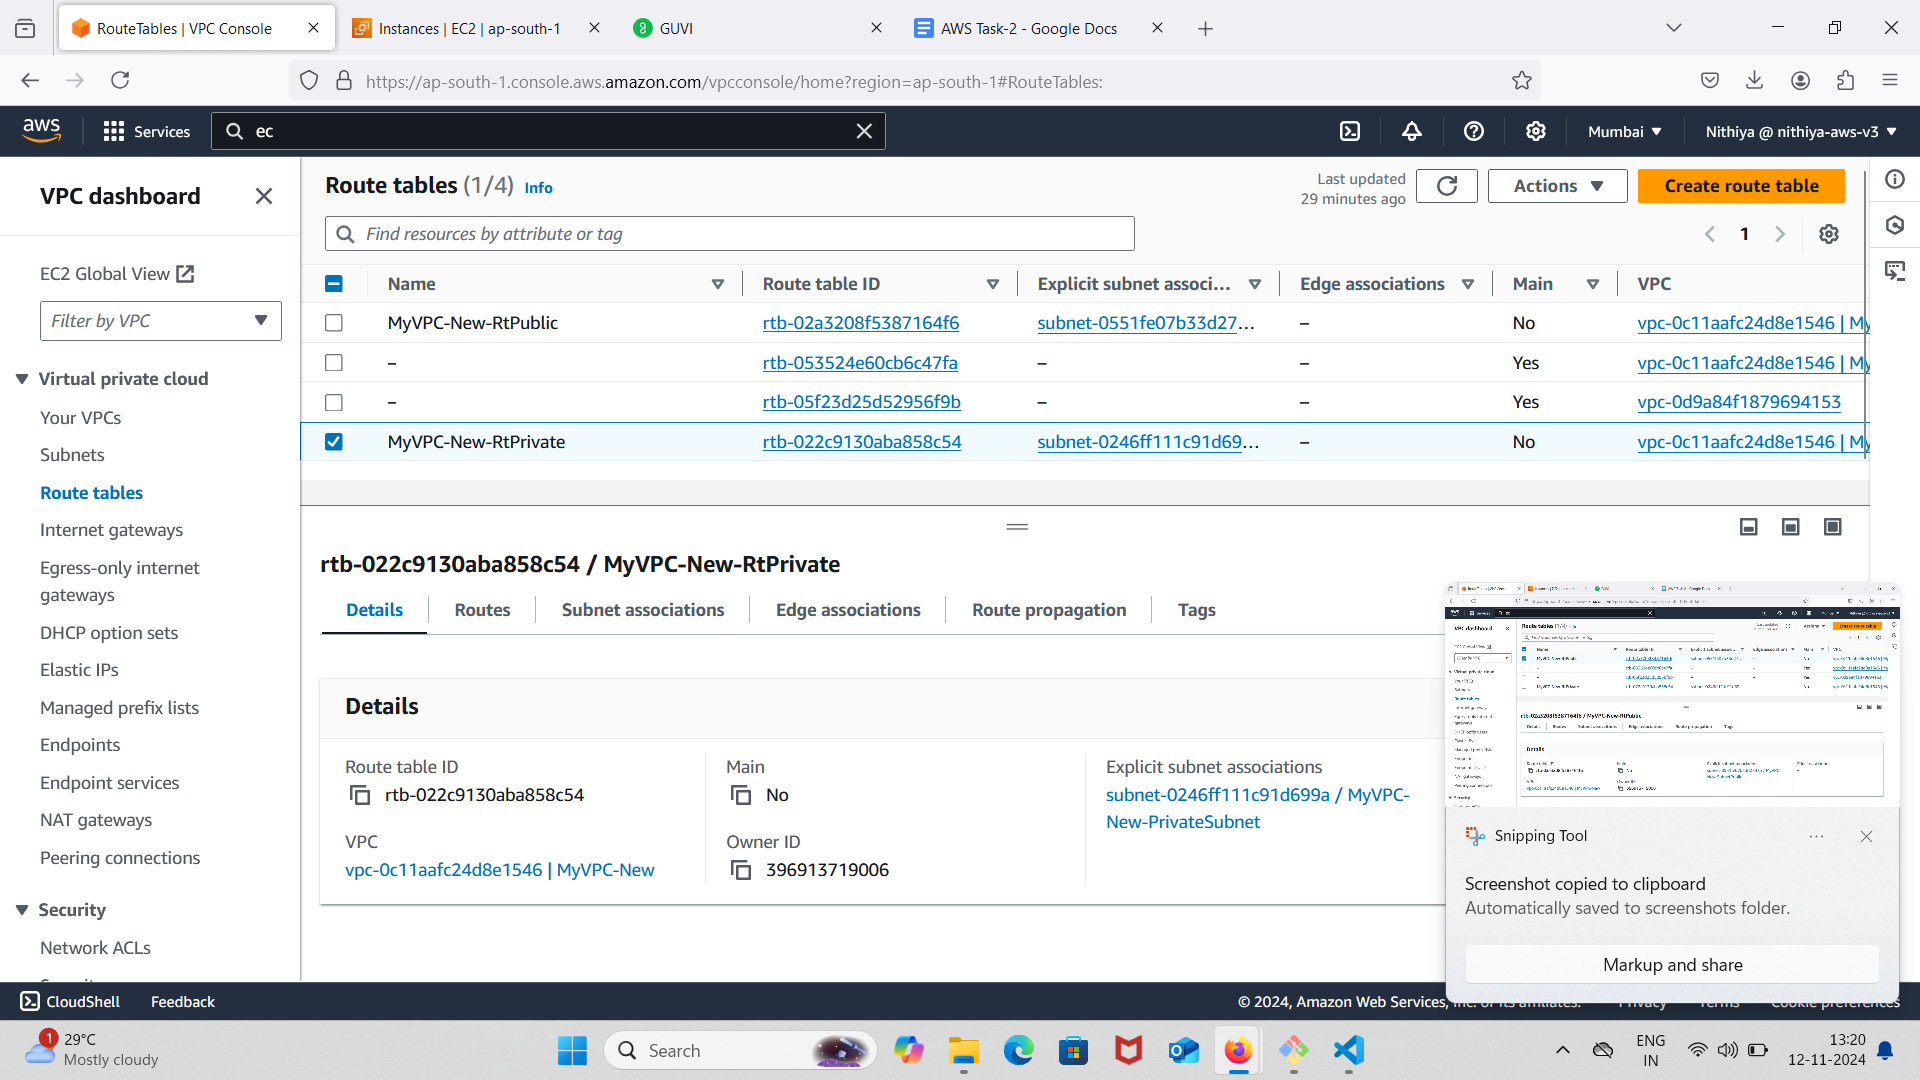 RouteTables | VPC Console
Instances | EC2 | ap-south-1
GUVI
AWS Task-2 - Google Docs
https://ap-south-1.console.aws.amazon.com/vpcconsole/home?region=ap-south-1#RouteTables:
aws
Services
ec
Mumbai
Nithiya @ nithiya-aws-v3
VPC dashboard
EC2 Global View
Filter by VPC
Virtual private cloud
Your VPCs
Subnets
Route tables
Internet gateways
Egress-only internet
gateways
DHCP option sets
Elastic IPs
Managed prefix lists
Endpoints
Endpoint services
NAT gateways
Peering connections
Security
Network ACLs
Route tables (1/4) Info
Last updated
29 minutes ago
Actions
Create route table
Find resources by attribute or tag
1
Name Route table ID Explicit subnet associ... Edge associations Main VPC
MyVPC-New-RtPublic rtb-02a3208f5387164f6 subnet-0551fe07b33d27... – No vpc-0c11aafc24d8e1546 | My
– rtb-053524e60cb6c47fa – – Yes vpc-0c11aafc24d8e1546 | My
– rtb-05f23d25d52956f9b – – Yes vpc-0d9a84f1879694153
MyVPC-New-RtPrivate rtb-022c9130aba858c54 subnet-0246ff111c91d69... – No vpc-0c11aafc24d8e1546 | My
rtb-022c9130aba858c54 / MyVPC-New-RtPrivate
Details Routes Subnet associations Edge associations Route propagation Tags
Details
Route table ID
rtb-022c9130aba858c54
Main
No
Explicit subnet associations
subnet-0246ff111c91d699a / MyVPC-
New-PrivateSubnet
VPC
vpc-0c11aafc24d8e1546 | MyVPC-New
Owner ID
396913719006
Snipping Tool
Screenshot copied to clipboard
Automatically saved to screenshots folder.
Markup and share
CloudShell
Feedback
© 2024, Amazon Web Services, Inc. or its affiliates.
Privacy
Terms
Cookie preferences
1
29°C
Mostly cloudy
Search
ENG
IN
13:20
12-11-2024